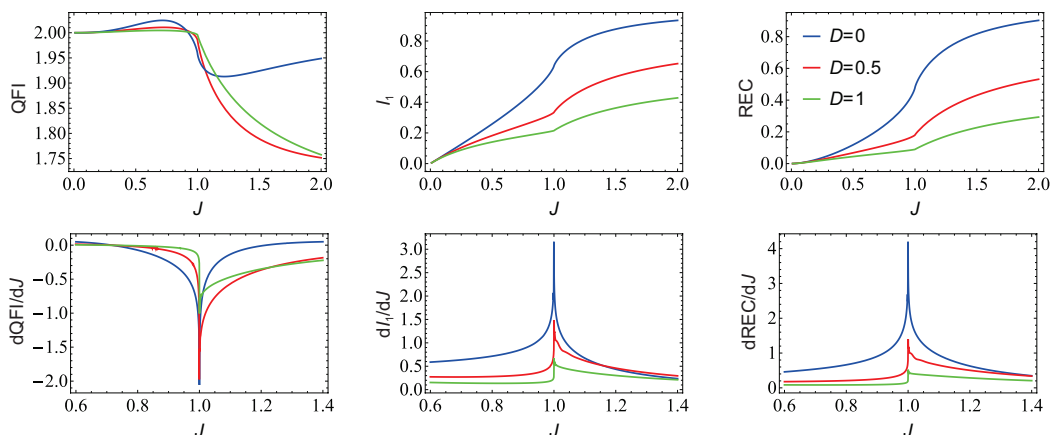 QFI
2.00
1.95
1.90
1.85
1.80
1.75
0.0 0.5 1.0 1.5 2.0
J
I1
0.8
0.6
0.4
0.2
0.0
0.0 0.5 1.0 1.5 2.0
J
REC
0.8
0.6
0.4
0.2
0.0
0.0 0.5 1.0 1.5 2.0
J
D=0
D=0.5
D=1
dQFI/dJ
0.0
−0.5
−1.0
−1.5
−2.0
0.6 0.8 1.0 1.2 1.4
J
dI1/dJ
3.0
2.5
2.0
1.5
1.0
0.5
0.0
0.6 0.8 1.0 1.2 1.4
J
dREC/dJ
4
3
2
1
0
0.6 0.8 1.0 1.2 1.4
J